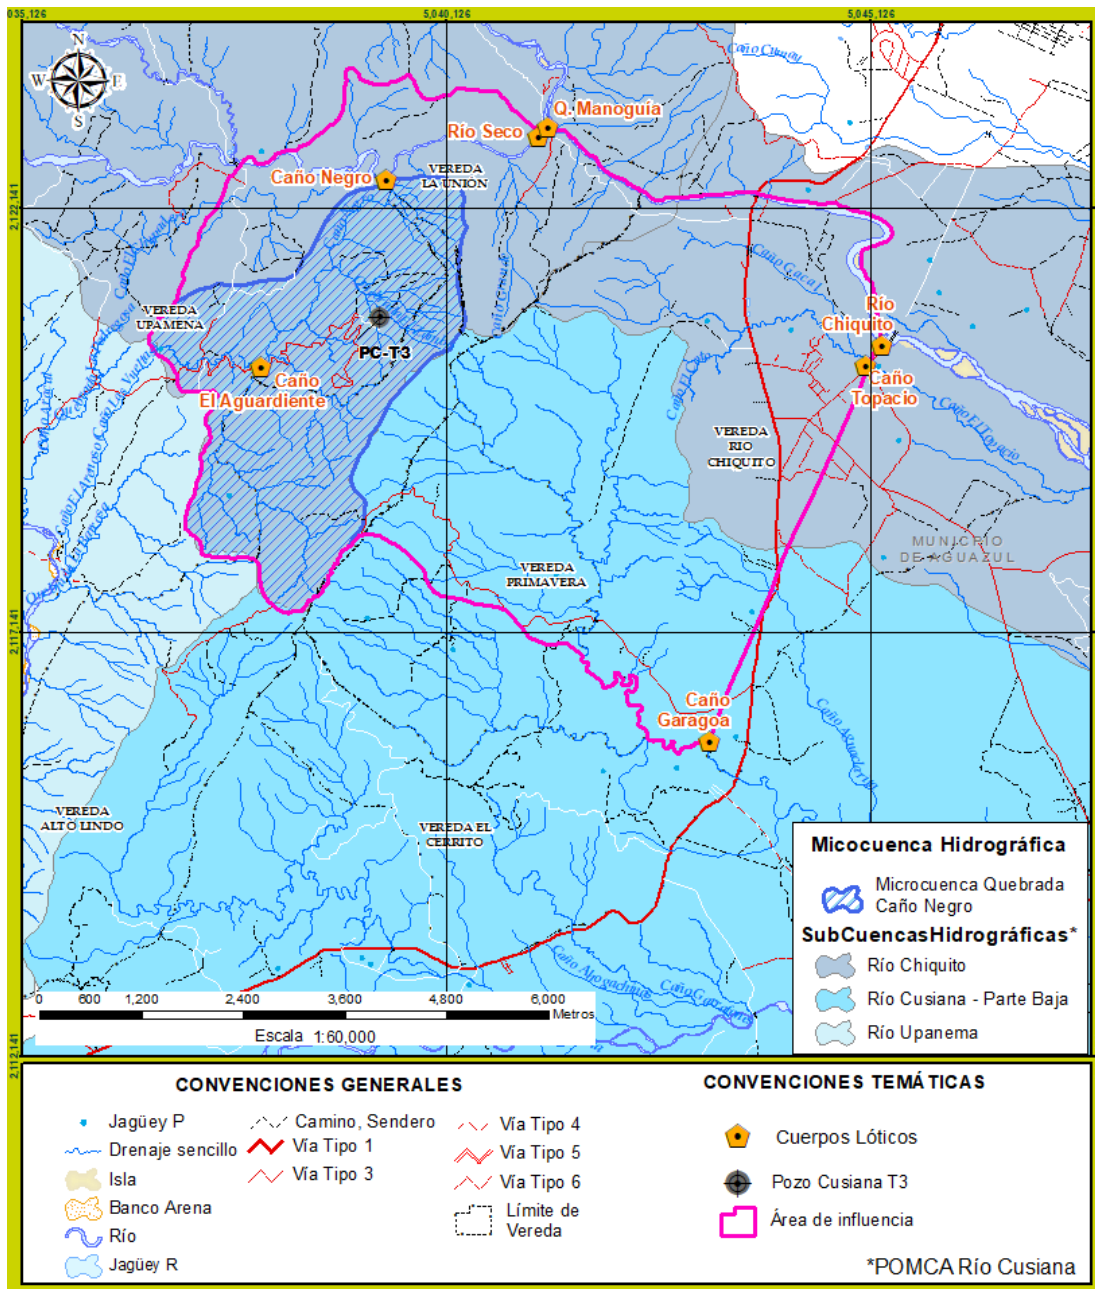 035,126
5,040,126
5,045,126
N
W
E
S
Caño Negro
Río Seco
Q. Manoguía
VEREDA
LA UNION
2,122,141
Caño Cacal
VEREDA
UPAMENA
PC-T3
Caño
El Aguardiente
Río
Chiquito
Caño
Topacio
Caño El Topacio
VEREDA
RIO
CHIQUITO
MUNICIPIO
DE AGUAZUL
VEREDA
PRIMAVERA
2,117,141
Caño
Garagoa
VEREDA
ALTO LINDO
VEREDA EL
CERRITO
Micocuenca Hidrográfica
Microcuenca Quebrada
Caño Negro
SubCuencasHidrográficas*
Río Chiquito
Río Cusiana - Parte Baja
Río Upanema
0 600 1,200 2,400 3,600 4,800 6,000
Metros
Escala 1:60,000
2,112,141
CONVENCIONES GENERALES
Jagüey P
Drenaje sencillo
Isla
Banco Arena
Río
Jagüey R
Camino, Sendero
Vía Tipo 1
Vía Tipo 3
Vía Tipo 4
Vía Tipo 5
Vía Tipo 6
Límite de
Vereda
CONVENCIONES TEMÁTICAS
Cuerpos Lóticos
Pozo Cusiana T3
Área de influencia
*POMCA Río Cusiana